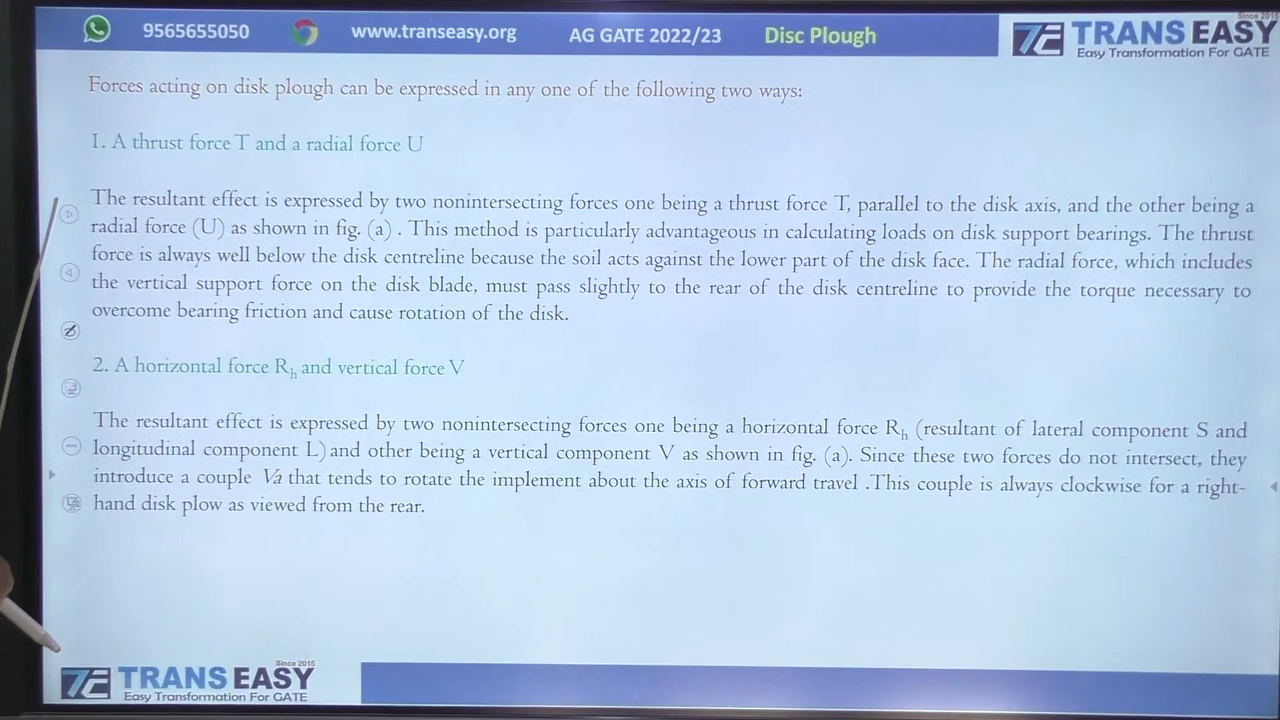 9565655050 www.transeasy.org AG GATE 2022/23 Disc Plough
Since 2015
TRANS EASY
Easy Transformation For GATE
Forces acting on disk plough can be expressed in any one of the following two ways:
1. A thrust force T and a radial force U
The resultant effect is expressed by two nonintersecting forces one being a thrust force T, parallel to the disk axis, and the other being a
radial force (U) as shown in fig. (a) . This method is particularly advantageous in calculating loads on disk support bearings. The thrust
force is always well below the disk centreline because the soil acts against the lower part of the disk face. The radial force, which includes
the vertical support force on the disk blade, must pass slightly to the rear of the disk centreline to provide the torque necessary to
overcome bearing friction and cause rotation of the disk.
2. A horizontal force Rh and vertical force V
The resultant effect is expressed by two nonintersecting forces one being a horizontal force Rh (resultant of lateral component S and
longitudinal component L) and other being a vertical component V as shown in fig. (a). Since these two forces do not intersect, they
introduce a couple Va that tends to rotate the implement about the axis of forward travel .This couple is always clockwise for a right-
hand disk plow as viewed from the rear.
Since 2015
TRANS EASY
Easy Transformation For GATE